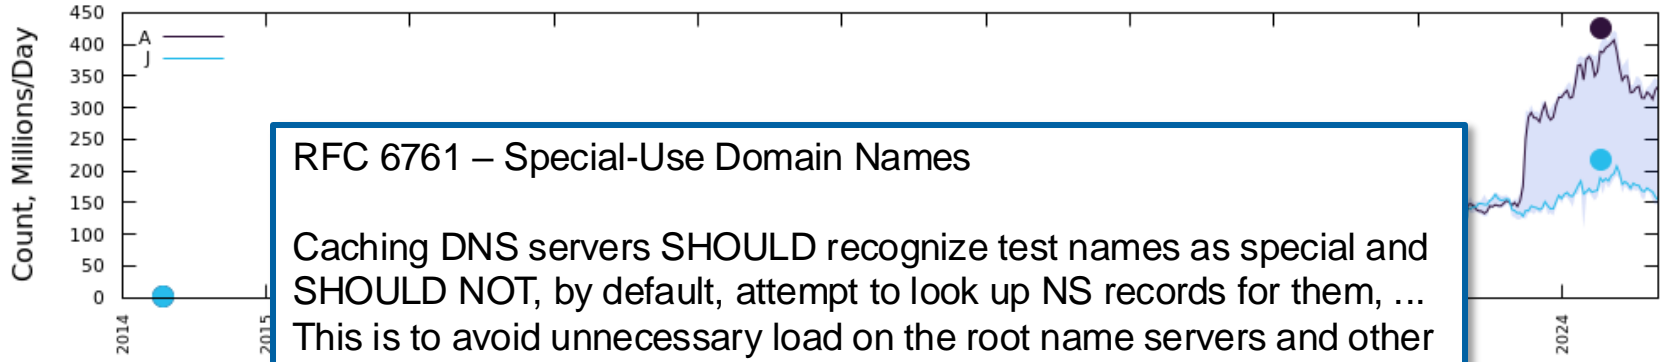 450
400
350
300
250
200
150
100
50
0
Count, Millions/Day
A
J
RFC 6761 – Special-Use Domain Names
Caching DNS servers SHOULD recognize test names as special and
SHOULD NOT, by default, attempt to look up NS records for them, ...
This is to avoid unnecessary load on the root name servers and other
2014
2015
2024